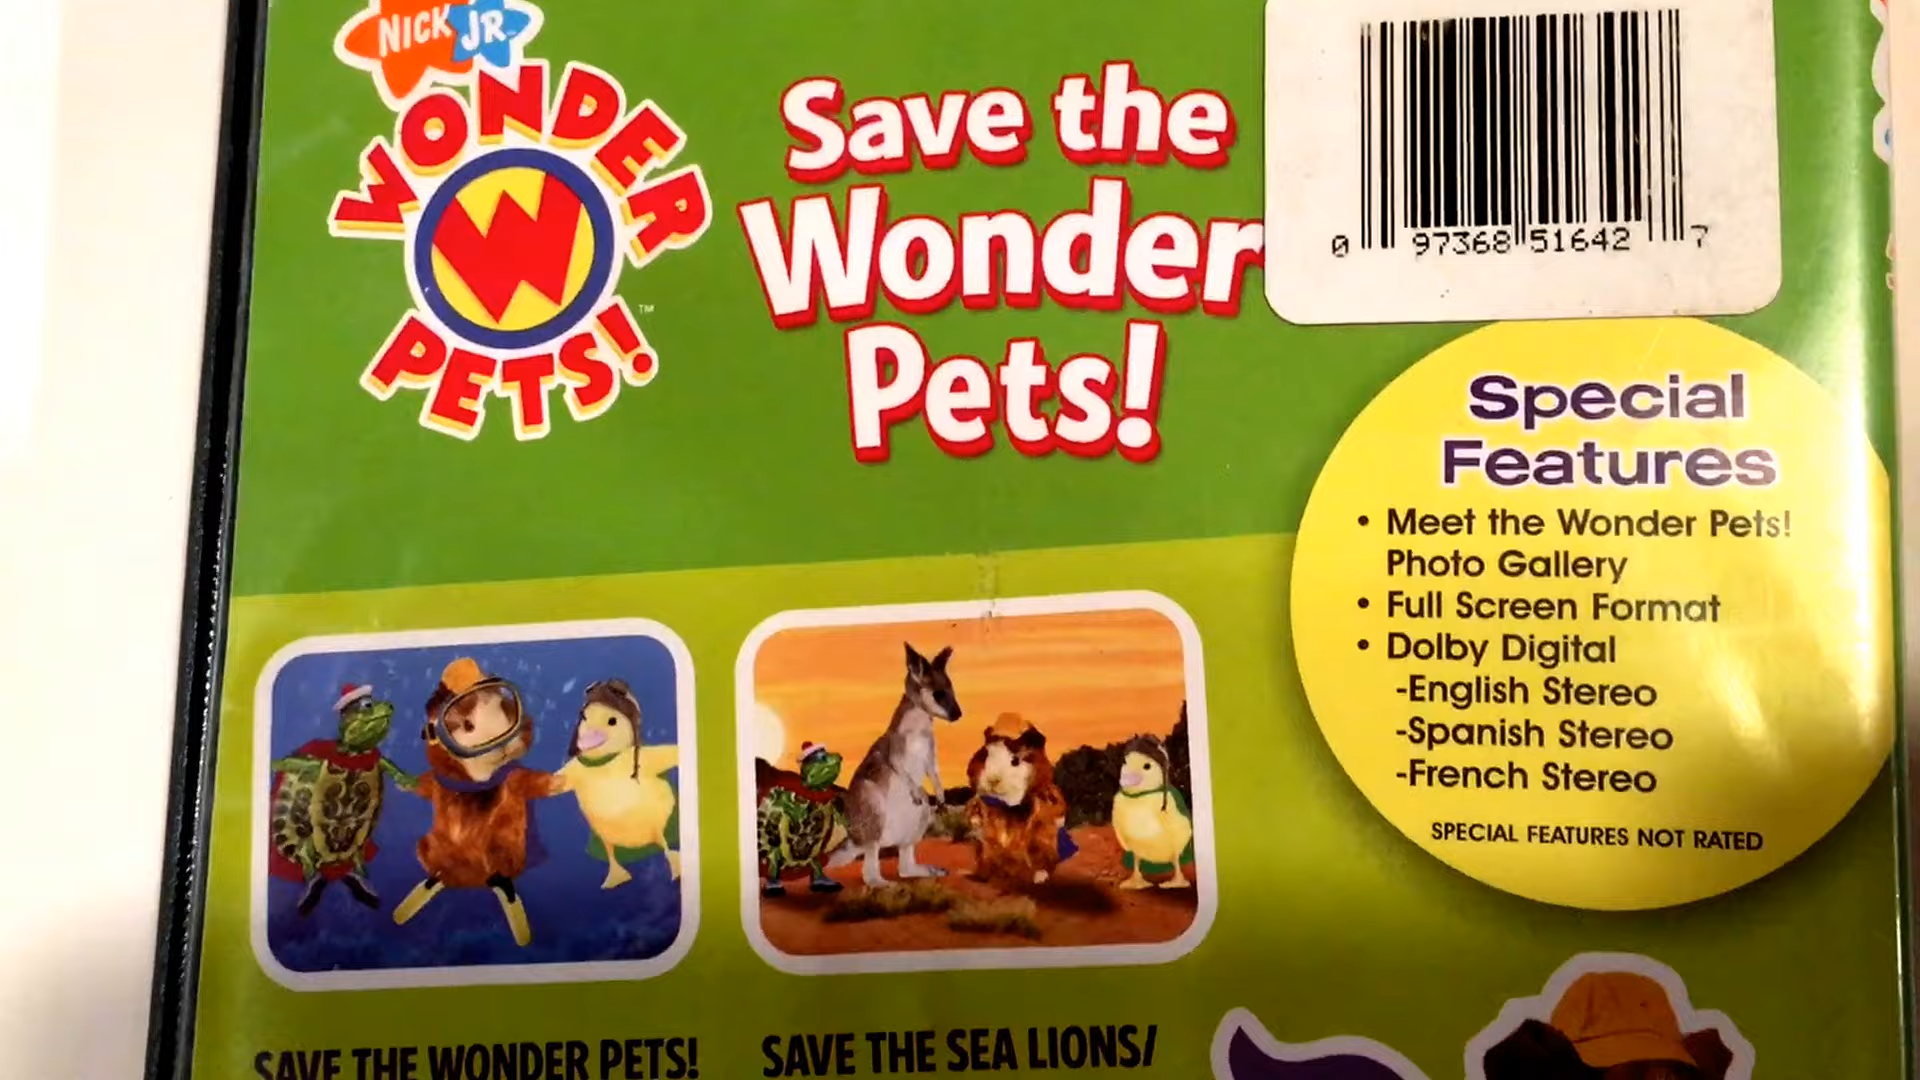 NICK JR.
WONDER
W
PETS!
TM
Save the
Wonder
Pets!
0 97368 51642 7
Special
Features
• Meet the Wonder Pets!
Photo Gallery
• Full Screen Format
• Dolby Digital
-English Stereo
-Spanish Stereo
-French Stereo
SPECIAL FEATURES NOT RATED
SAVE THE WONDER PETS!
SAVE THE SEA LIONS/